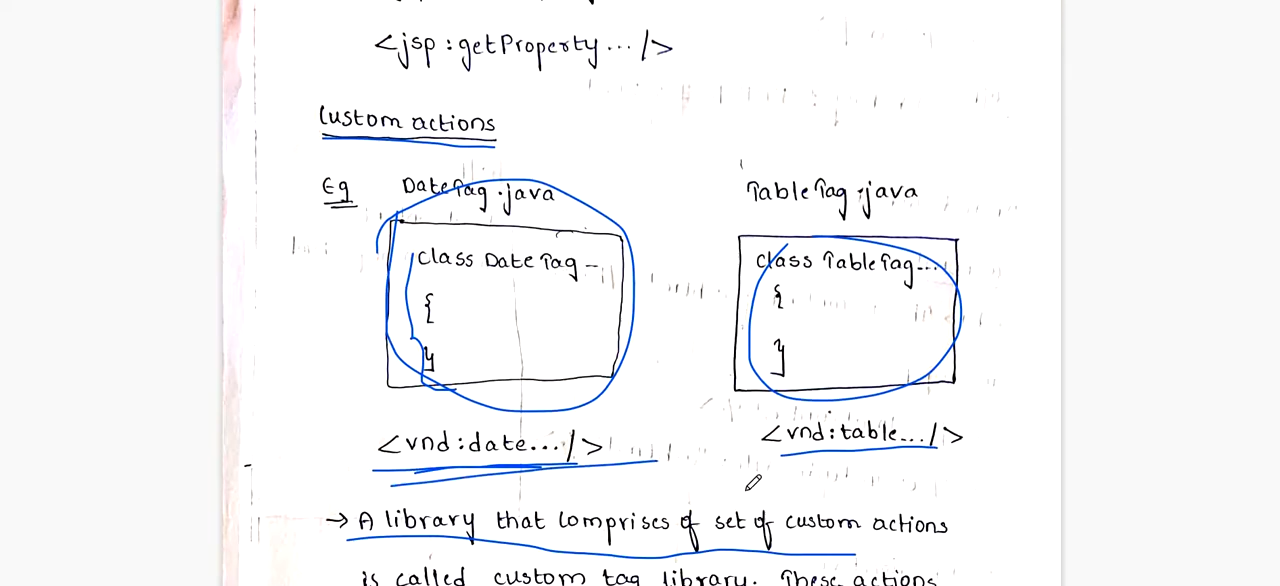 <jsp:getProperty... />
Custom actions
Eg DateTag.java TableTag.java
class DateTag - class TableTag...
{ {
} }
<vnd:date.../> <vnd:table.../>
→ A library that comprises of set of custom actions
is called custom tag library. These actions